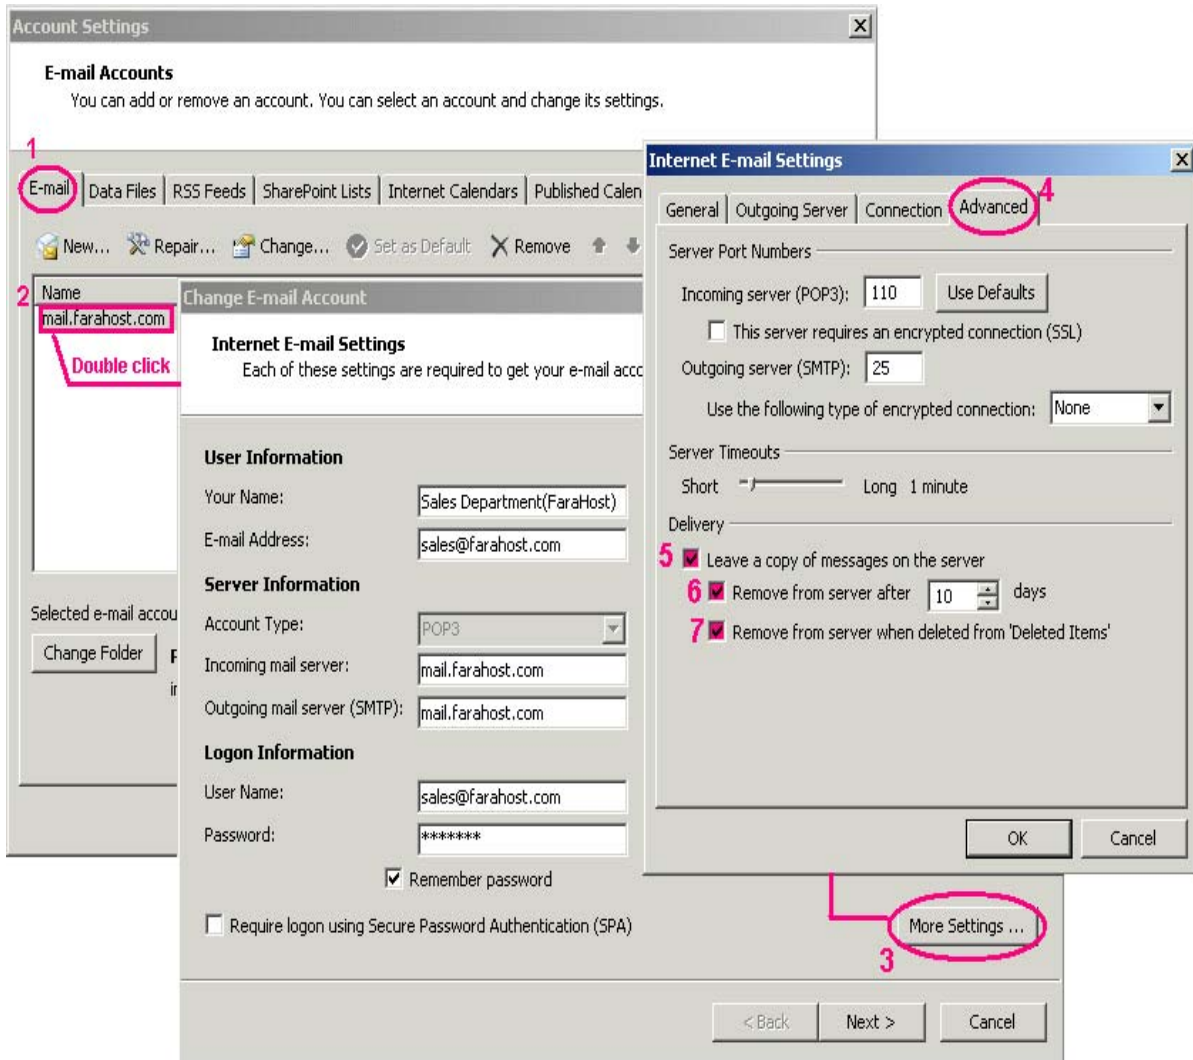 Account Settings
E-mail Accounts
You can add or remove an account. You can select an account and change its settings.
1
E-mail
Data Files
RSS Feeds
SharePoint Lists
Internet Calendars
Published Calen
New...
Repair...
Change...
Set as Default
Remove
2
Name
mail.farahost.com
Double click
Selected e-mail accou
Change Folder
Change E-mail Account
Internet E-mail Settings
Each of these settings are required to get your e-mail acco
User Information
Your Name:
Sales Department(FaraHost)
E-mail Address:
sales@farahost.com
Server Information
Account Type:
POP3
Incoming mail server:
mail.farahost.com
Outgoing mail server (SMTP):
mail.farahost.com
Logon Information
User Name:
sales@farahost.com
Password:
*******
Remember password
Require logon using Secure Password Authentication (SPA)
More Settings ...
3
< Back
Next >
Cancel
Internet E-mail Settings
General
Outgoing Server
Connection
Advanced
4
Server Port Numbers
Incoming server (POP3):
110
Use Defaults
This server requires an encrypted connection (SSL)
Outgoing server (SMTP):
25
Use the following type of encrypted connection:
None
Server Timeouts
Short
Long 1 minute
Delivery
5
Leave a copy of messages on the server
6
Remove from server after
10
days
7
Remove from server when deleted from 'Deleted Items'
OK
Cancel